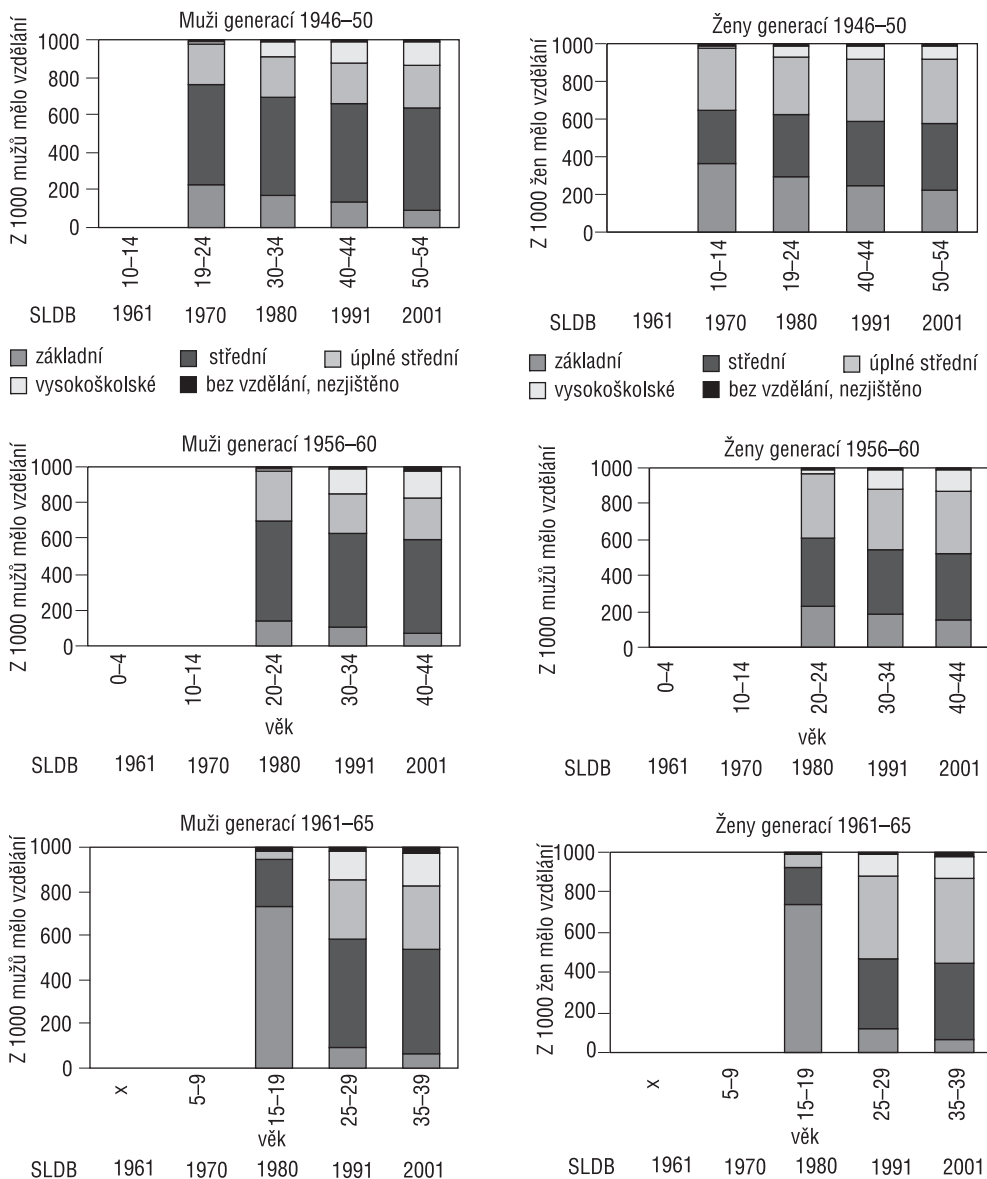 Muži generací 1946–50
Z 1000 mužů mělo vzdělání
1000
800
600
400
200
0
10–14
19–24
30–34
40–44
50–54
SLDB 1961 1970 1980 1991 2001
základní střední úplné střední
vysokoškolské bez vzdělání, nezjištěno
Ženy generací 1946–50
Z 1000 žen mělo vzdělání
1000
800
600
400
200
0
10–14
19–24
40–44
50–54
SLDB 1961 1970 1980 1991 2001
základní střední úplné střední
vysokoškolské bez vzdělání, nezjištěno
Muži generací 1956–60
Z 1000 mužů mělo vzdělání
1000
800
600
400
200
0
0–4
10–14
20–24
30–34
40–44
věk
SLDB 1961 1970 1980 1991 2001
Ženy generací 1956–60
Z 1000 mužů mělo vzdělání
1000
800
600
400
200
0
0–4
10–14
20–24
30–34
40–44
věk
SLDB 1961 1970 1980 1991 2001
Muži generací 1961–65
Z 1000 mužů mělo vzdělání
1000
800
600
400
200
0
x
5–9
15–19
25–29
35–39
věk
SLDB 1961 1970 1980 1991 2001
Ženy generací 1961–65
Z 1000 žen mělo vzdělání
1000
800
600
400
200
0
x
5–9
15–19
25–29
35–39
věk
SLDB 1961 1970 1980 1991 2001